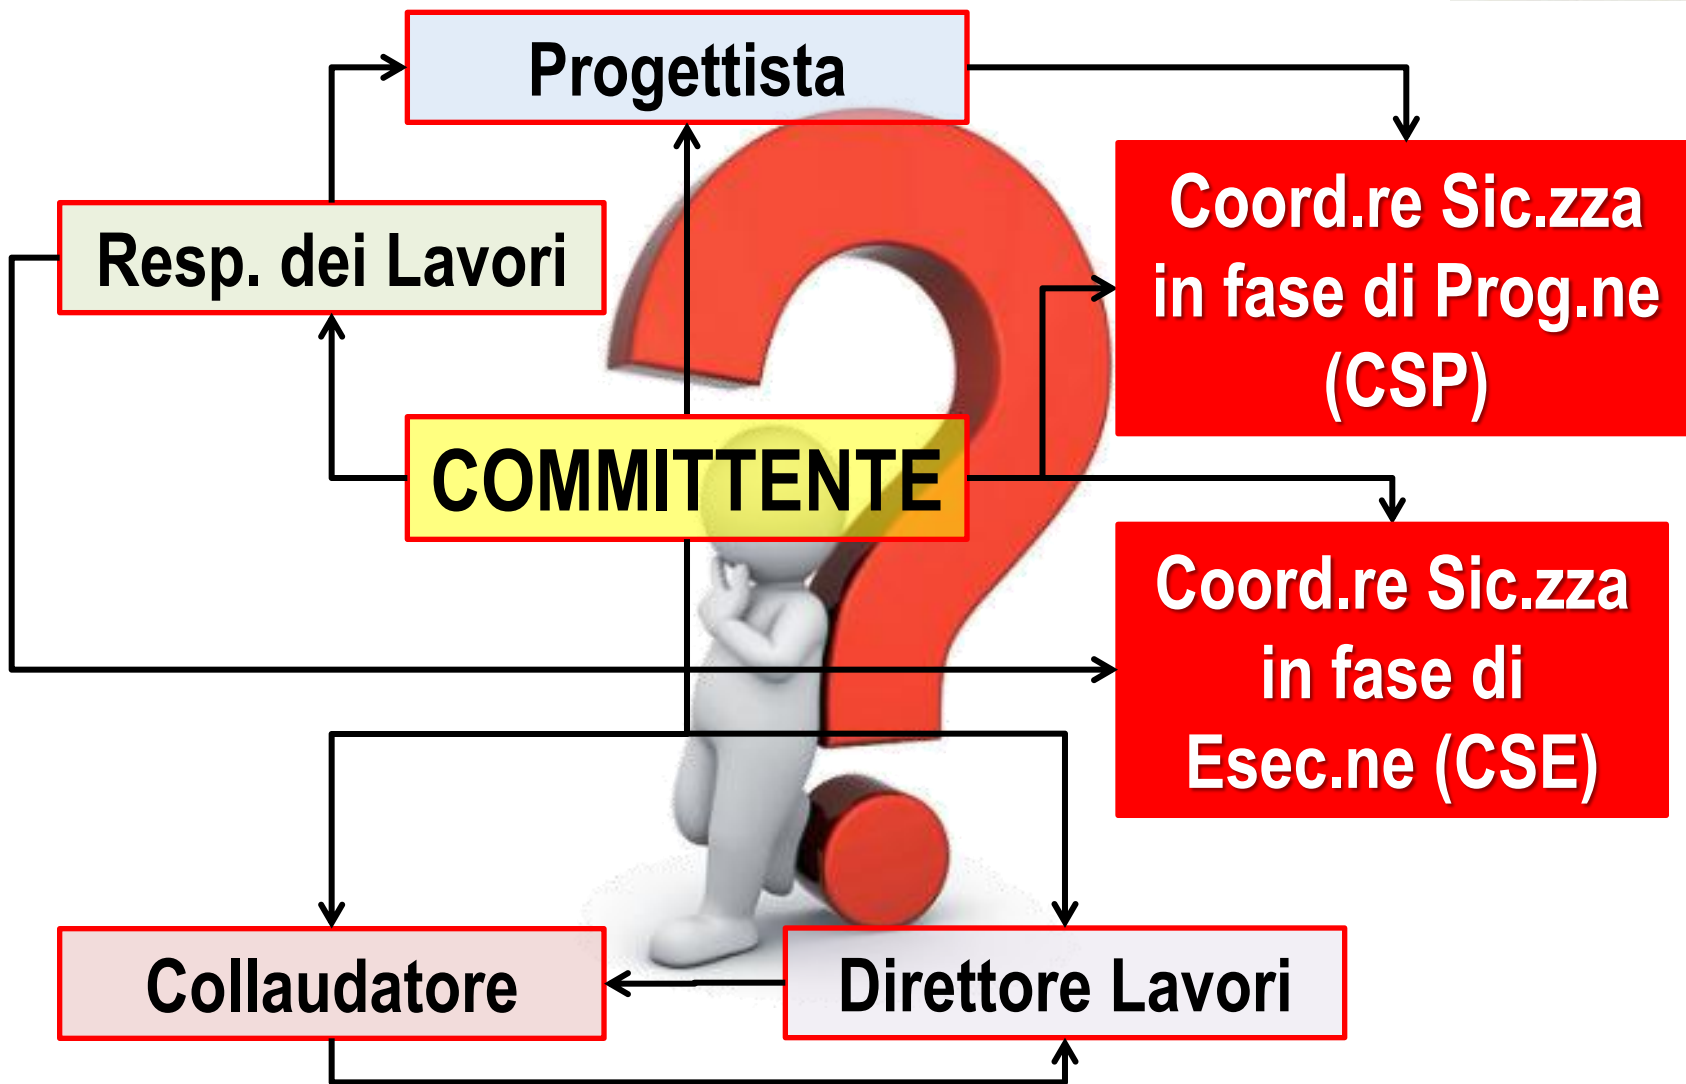 Progettista
Resp. dei Lavori
Coord.re Sic.zza
in fase di Prog.ne
(CSP)
COMMITTENTE
Coord.re Sic.zza
in fase di
Esec.ne (CSE)
Collaudatore
Direttore Lavori